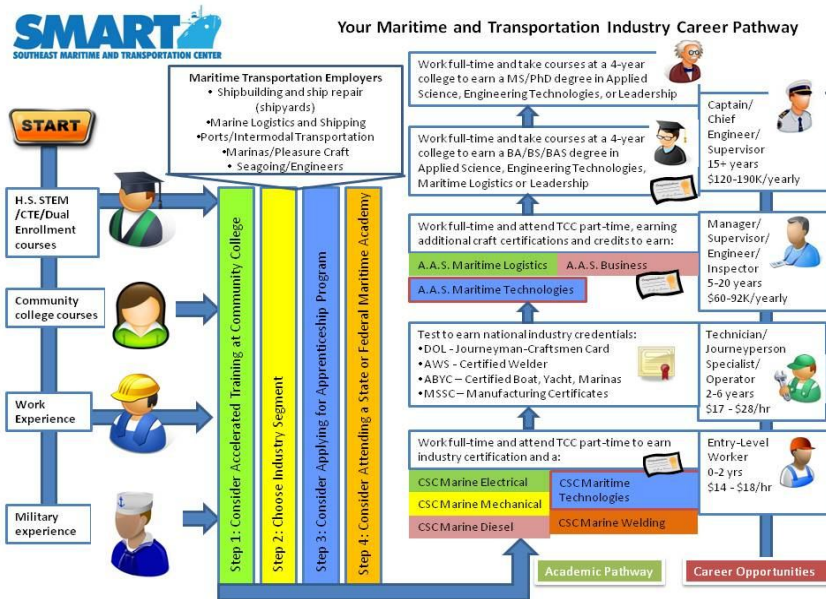 SMART
SOUTHEAST MARITIME AND TRANSPORTATION CENTER
Your Maritime and Transportation Industry Career Pathway
START
H.S. STEM
/CTE/Dual
Enrollment
courses
Community
college courses
Work
Experience
Military
experience
Maritime Transportation Employers
• Shipbuilding and ship repair
(shipyards)
•Marine Logistics and Shipping
•Ports/Intermodal Transportation
•Marinas/Pleasure Craft
• Seagoing/Engineers
Step 1: Consider Accelerated Training at Community College
Step 2: Choose Industry Segment
Step 3: Consider Applying for Apprenticeship Program
Step 4: Consider Attending a State or Federal Maritime Academy
Work full-time and take courses at a 4-year
college to earn a MS/PhD degree in Applied
Science, Engineering Technologies, or Leadership
Work full-time and take courses at a 4-year
college to earn a BA/BS/BAS degree in
Applied Science, Engineering Technologies,
Maritime Logistics or Leadership
Work full-time and attend TCC part-time, earning
additional craft certifications and credits to earn:
A.A.S. Maritime Logistics
A.A.S. Business
A.A.S. Maritime Technologies
Test to earn national industry credentials:
•DOL - Journeyman-Craftsmen Card
•AWS - Certified Welder
•ABYC – Certified Boat, Yacht, Marinas
•MSSC – Manufacturing Certificates
Work full-time and attend TCC part-time to earn
industry certification and a:
CSC Marine Electrical
CSC Maritime
Technologies
CSC Marine Mechanical
CSC Marine Diesel
CSC Marine Welding
Captain/
Chief
Engineer/
Supervisor
15+ years
$120-190K/yearly
Manager/
Supervisor/
Engineer/
Inspector
5-20 years
$60-92K/yearly
Technician/
Journeyperson
Specialist/
Operator
2-6 years
$17 - $28/hr
Entry-Level
Worker
0-2 yrs
$14 - $18/hr
Academic Pathway
Career Opportunities